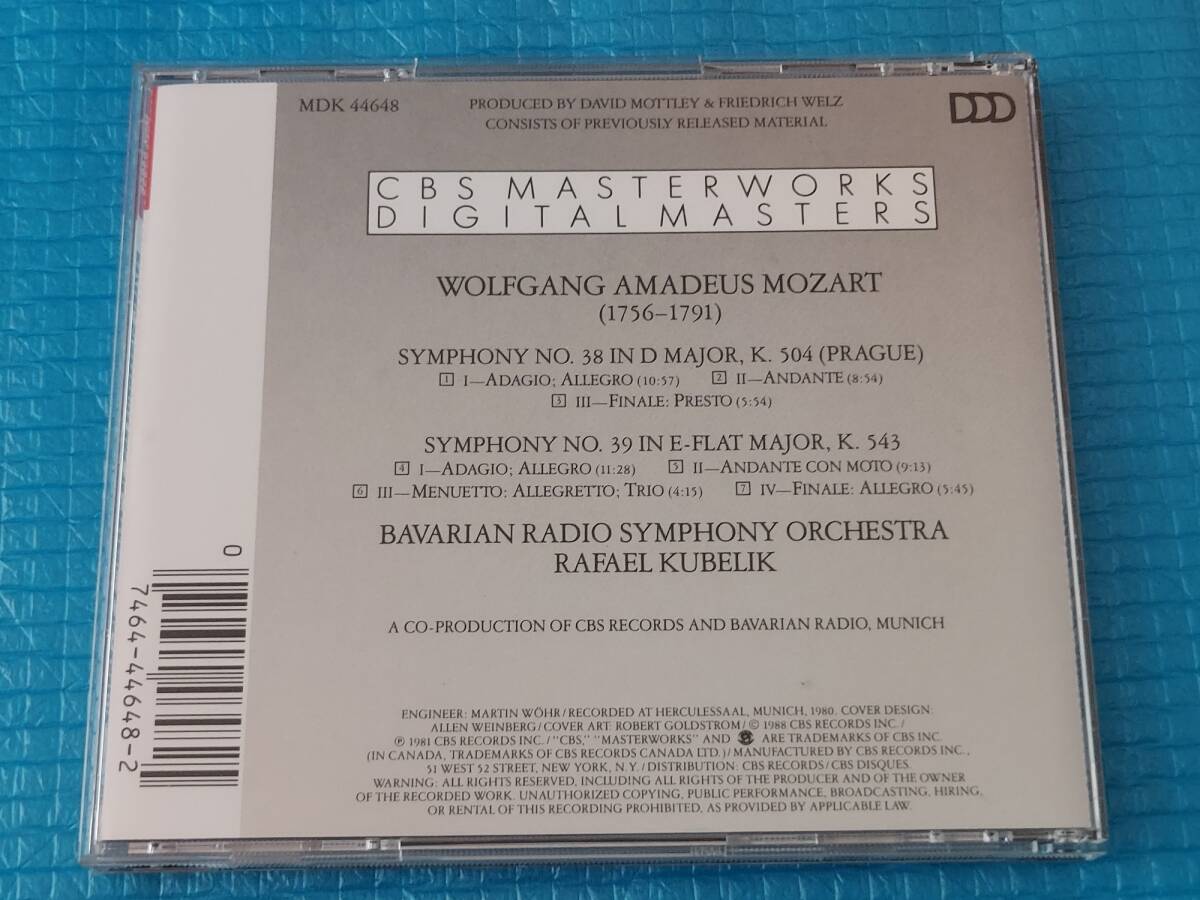 MDK 44648
PRODUCED BY DAVID MOTTLEY & FRIEDRICH WELZ
CONSISTS OF PREVIOUSLY RELEASED MATERIAL
DDD
CBS MASTERWORKS
DIGITAL MASTERS
WOLFGANG AMADEUS MOZART
(1756–1791)
SYMPHONY NO. 38 IN D MAJOR, K. 504 (PRAGUE)
1 I—ADAGIO; ALLEGRO (10:57) 2 II—ANDANTE (8:54)
3 III—FINALE: PRESTO (5:54)
SYMPHONY NO. 39 IN E-FLAT MAJOR, K. 543
4 I—ADAGIO; ALLEGRO (11:28) 5 II—ANDANTE CON MOTO (9:13)
6 III—MENUETTO: ALLEGRETTO; TRIO (4:15) 7 IV—FINALE: ALLEGRO (5:45)
BAVARIAN RADIO SYMPHONY ORCHESTRA
RAFAEL KUBELIK
A CO-PRODUCTION OF CBS RECORDS AND BAVARIAN RADIO, MUNICH
ENGINEER: MARTIN WÖHR/RECORDED AT HERCULESSAAL, MUNICH, 1980. COVER DESIGN:
ALLEN WEINBERG/COVER ART: ROBERT GOLDSTROM/© 1988 CBS RECORDS INC./
℗ 1981 CBS RECORDS INC./"CBS," "MASTERWORKS" AND ARE TRADEMARKS OF CBS INC.
(IN CANADA, TRADEMARKS OF CBS RECORDS CANADA LTD.)/MANUFACTURED BY CBS RECORDS INC.,
51 WEST 52 STREET, NEW YORK, N.Y./DISTRIBUTION: CBS RECORDS/CBS DISQUES.
WARNING: ALL RIGHTS RESERVED, INCLUDING ALL RIGHTS OF THE PRODUCER AND OF THE OWNER
OF THE RECORDED WORK. UNAUTHORIZED COPYING, PUBLIC PERFORMANCE, BROADCASTING, HIRING,
OR RENTAL OF THIS RECORDING PROHIBITED, AS PROVIDED BY APPLICABLE LAW.
0
7464-44648-2